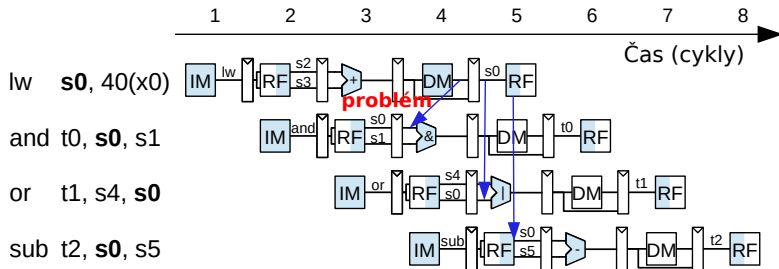 1 2 3 4 5 6 7 8
Čas (cykly)
lw s0, 40(x0)
IM lw RF s2 s3 + DM s0 RF
problém
and t0, s0, s1
IM and RF s0 s1 & DM t0 RF
or t1, s4, s0
IM or RF s4 s0 | DM t1 RF
sub t2, s0, s5
IM sub RF s0 s5 - DM t2 RF